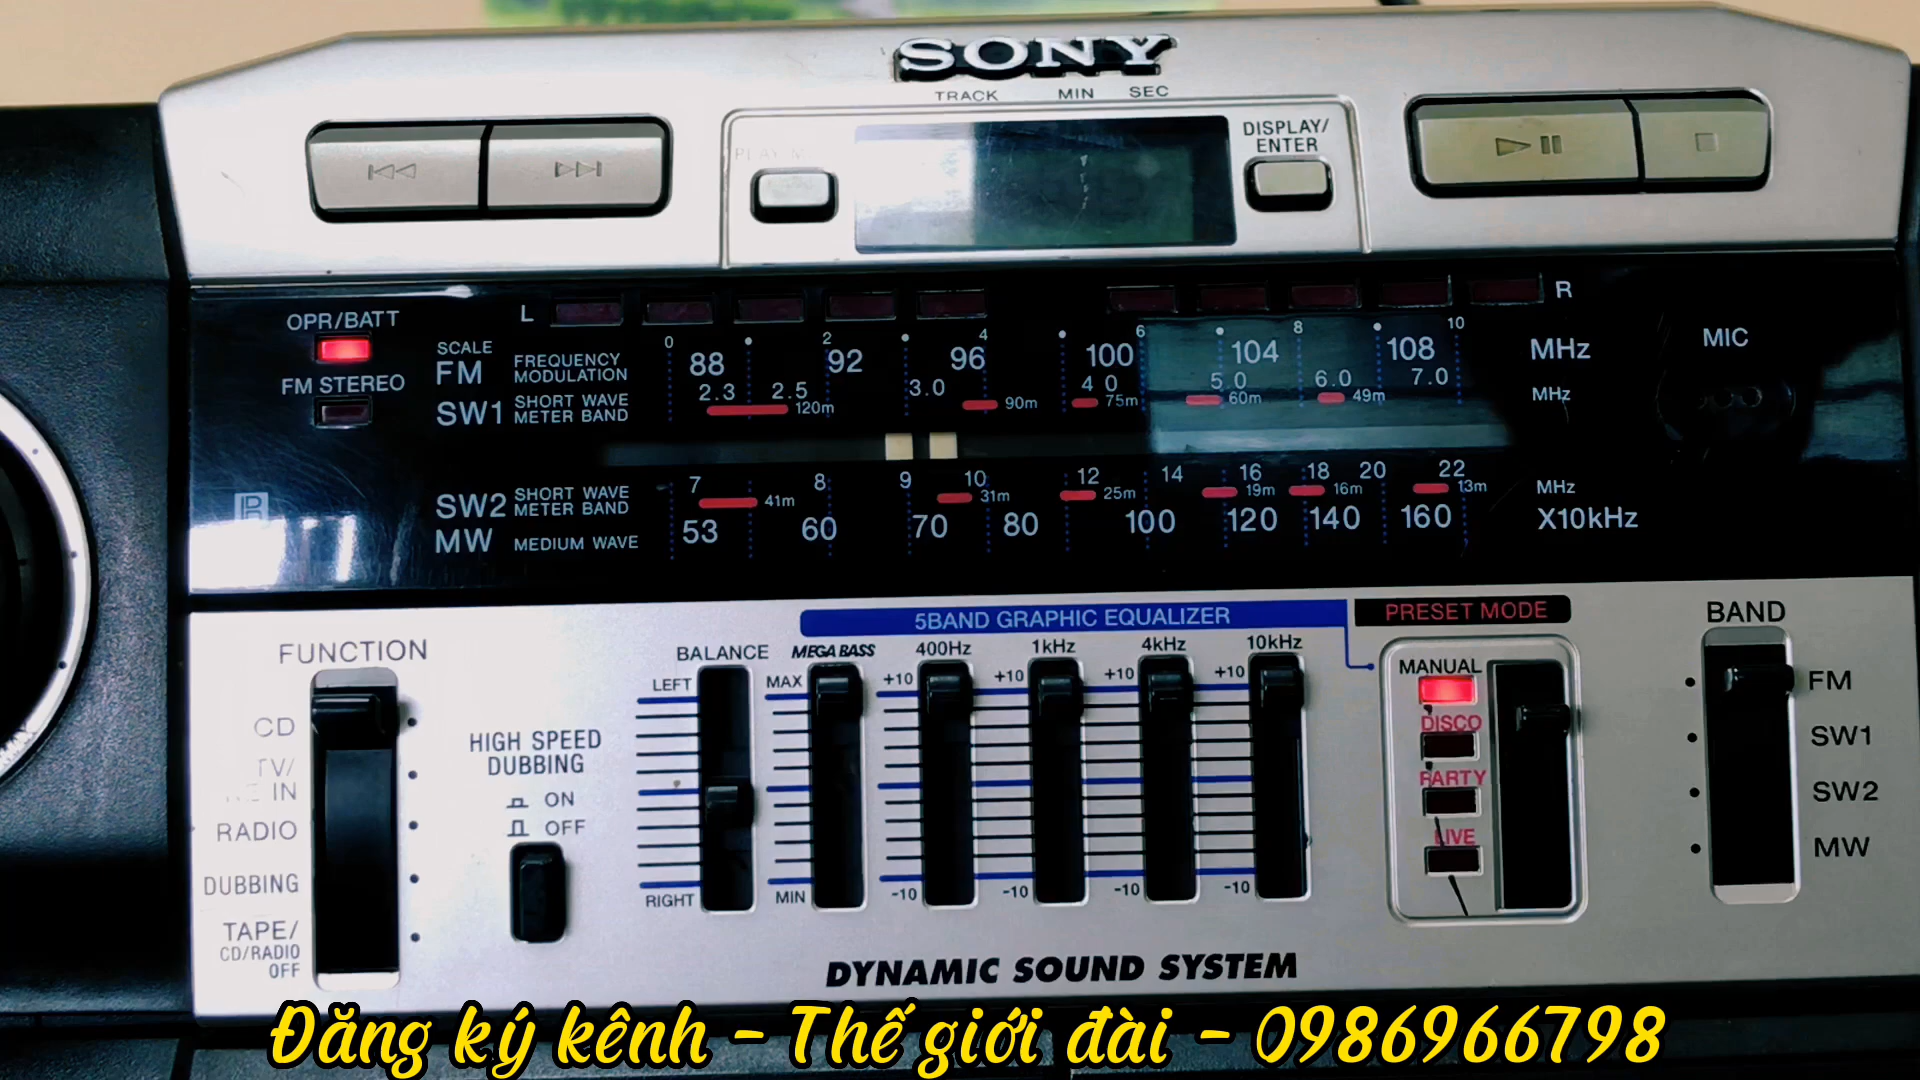 SONY
TRACK MIN SEC
DISPLAY/
ENTER
OPR/BATT
FM STEREO
L
R
MIC
0 2 4 6 8 10
SCALE
FM FREQUENCY
MODULATION
88 92 96 100 104 108 MHz
2.3 2.5 3.0 4 0 5.0 6.0 7.0 MHz
SW1 SHORT WAVE
METER BAND
120m 90m 75m 60m 49m
7 8 9 10 12 14 16 18 20 22 MHz
SW2 SHORT WAVE
METER BAND
41m 31m 25m 19m 16m 13m
MW MEDIUM WAVE
53 60 70 80 100 120 140 160 X10kHz
FUNCTION
CD
TV/
IN
RADIO
DUBBING
TAPE/
CD/RADIO
OFF
HIGH SPEED
DUBBING
ON
OFF
5BAND GRAPHIC EQUALIZER
BALANCE MEGA BASS 400Hz 1kHz 4kHz 10kHz
LEFT MAX +10 +10 +10 +10
RIGHT MIN -10 -10 -10 -10
PRESET MODE
MANUAL
DISCO
PARTY
LIVE
BAND
FM
SW1
SW2
MW
DYNAMIC SOUND SYSTEM
Đăng ký kênh - Thế giới đài - 0986966798